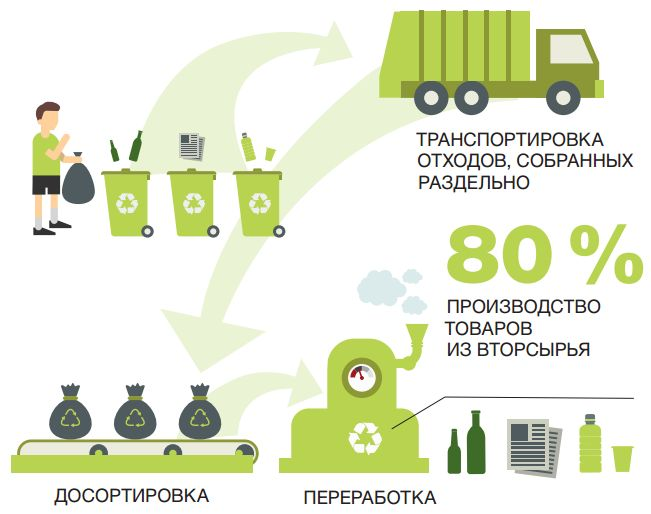 ТРАНСПОРТИРОВКА
ОТХОДОВ, СОБРАННЫХ
РАЗДЕЛЬНО
80 %
ПРОИЗВОДСТВО
ТОВАРОВ
ИЗ ВТОРСЫРЬЯ
ДОСОРТИРОВКА
ПЕРЕРАБОТКА